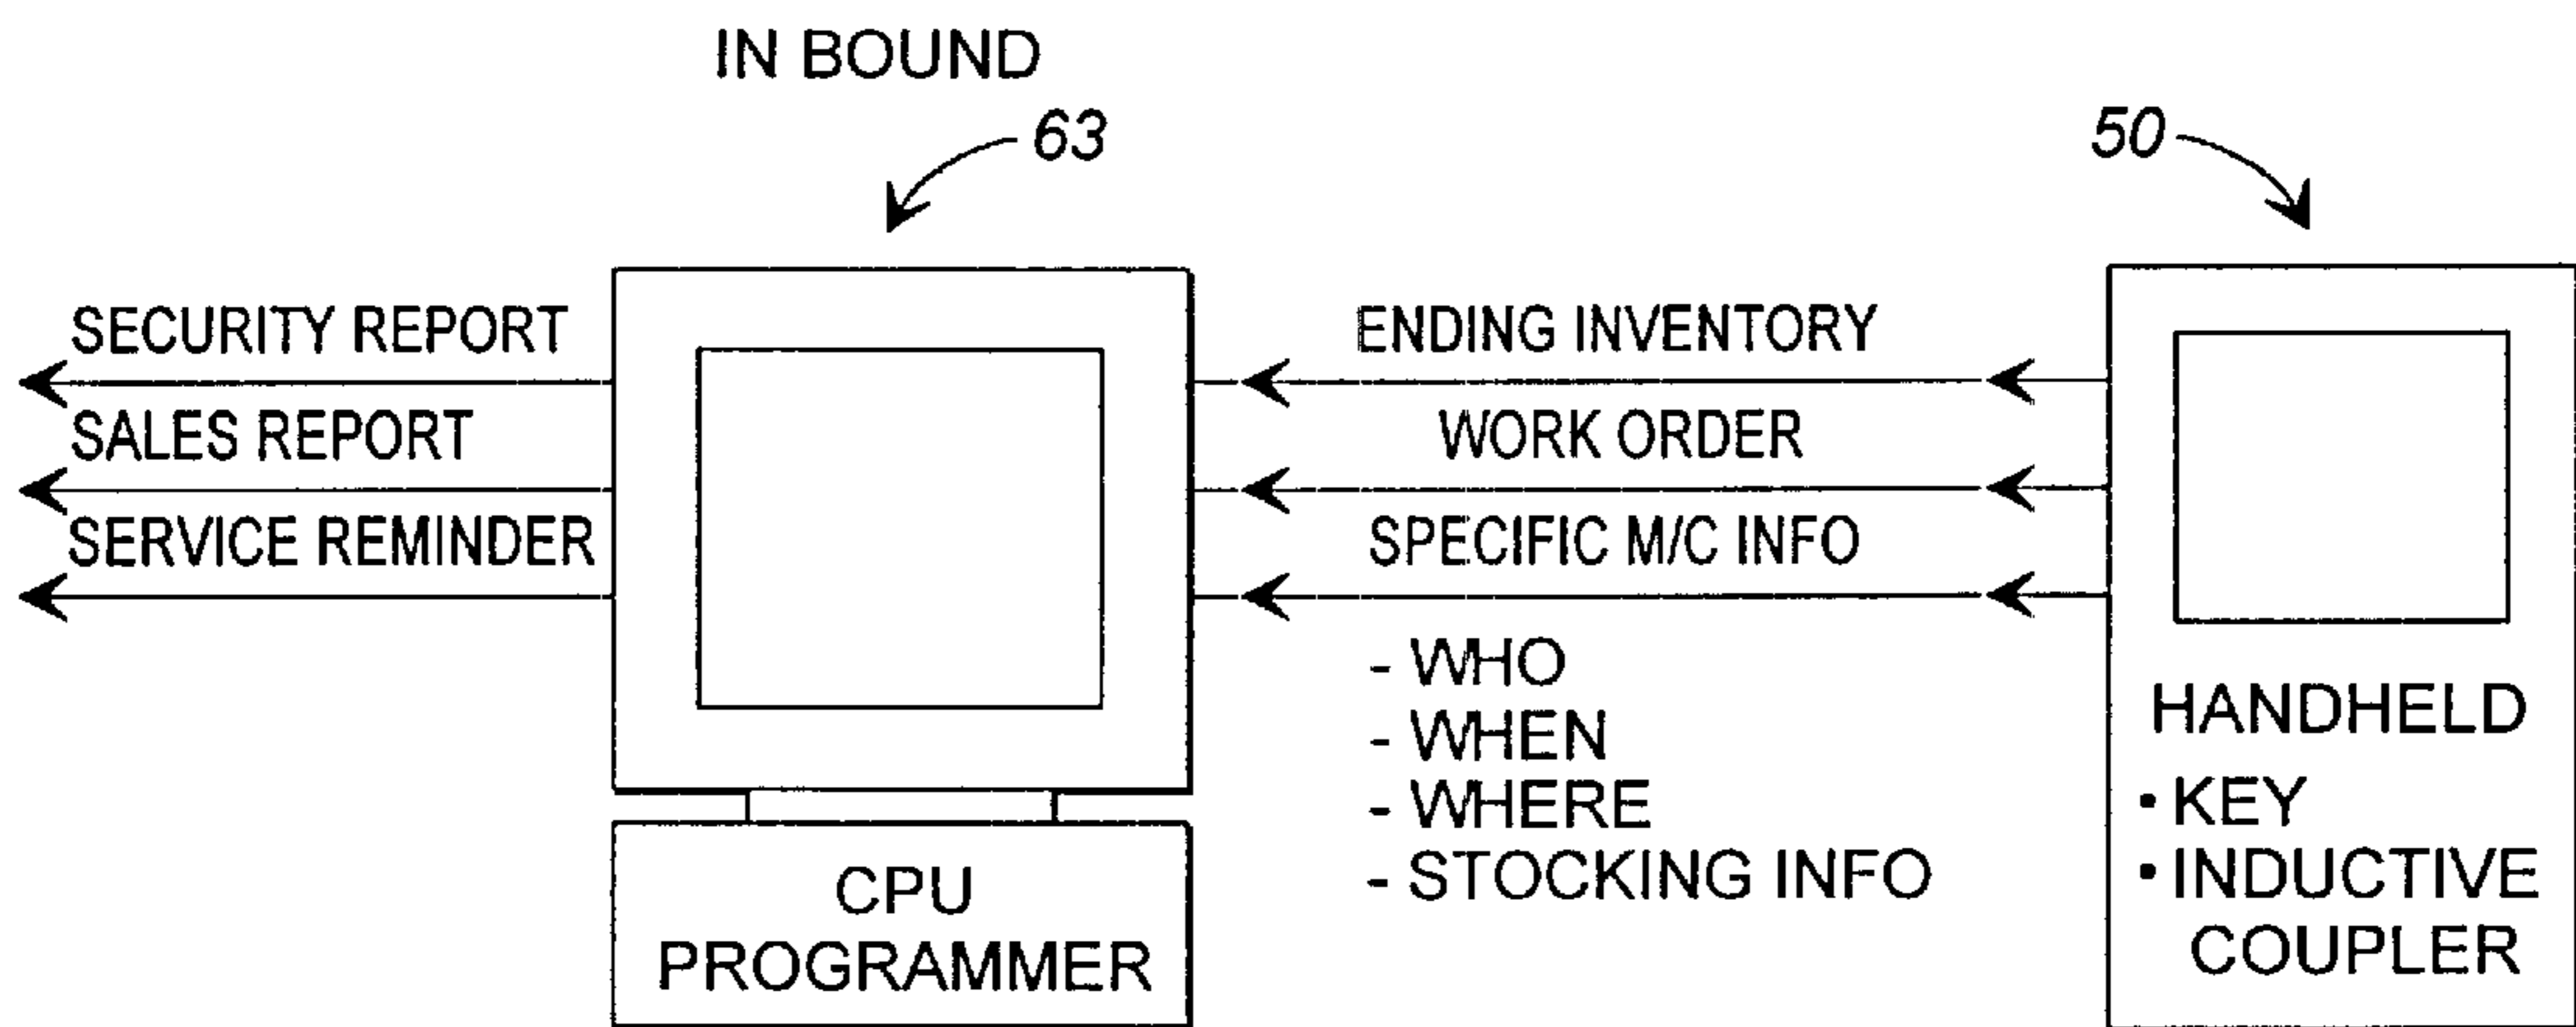 IN BOUND
63
50
SECURITY REPORT
SALES REPORT
SERVICE REMINDER
ENDING INVENTORY
WORK ORDER
SPECIFIC M/C INFO
- WHO
- WHEN
- WHERE
- STOCKING INFO
CPU
PROGRAMMER
HANDHELD
• KEY
• INDUCTIVE
COUPLER